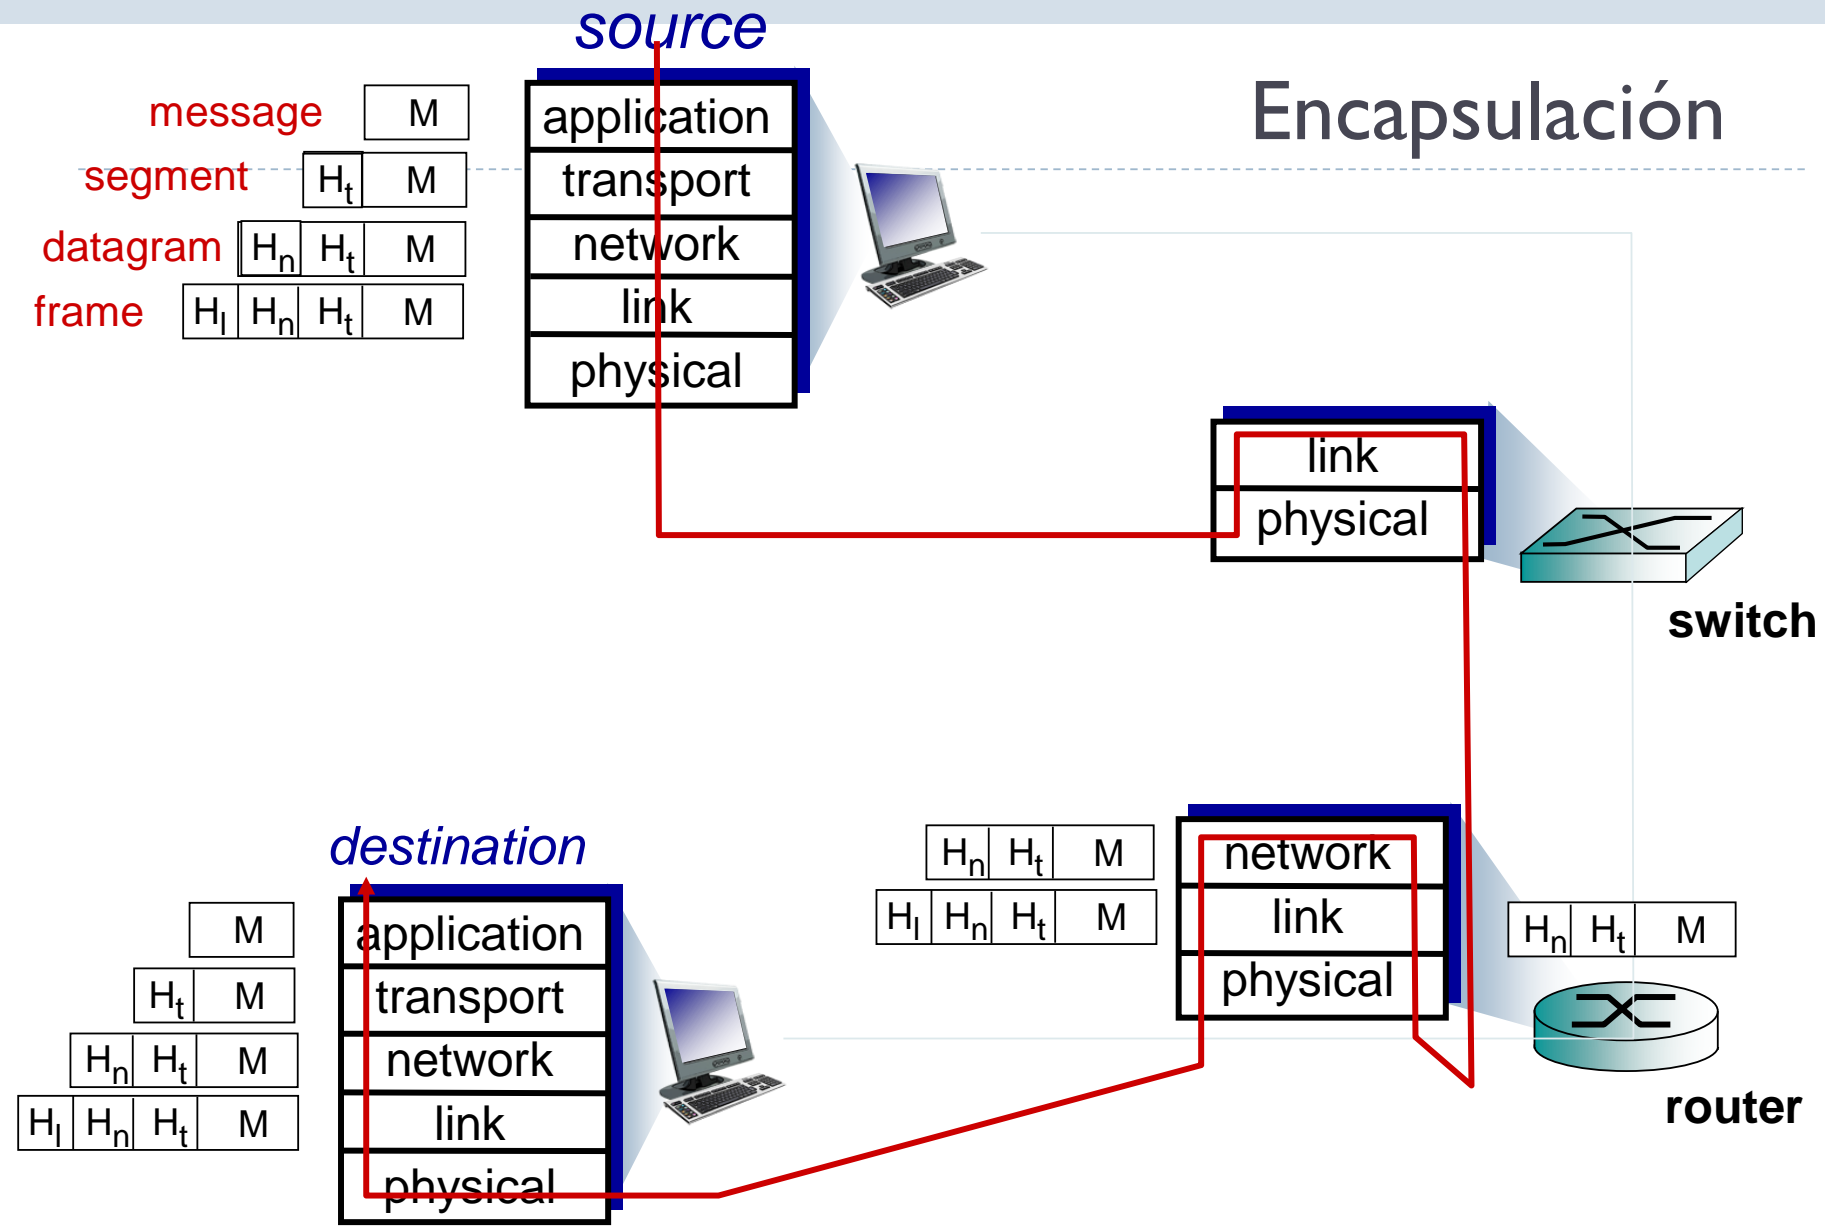 source
Encapsulación
message M application
segment Ht M transport
datagram Hn Ht M network
frame Hl Hn Ht M link
physical
link
physical
switch
destination
M application
Ht M transport
Hn Ht M network
Hl Hn Ht M link
physical
Hn Ht M network
Hl Hn Ht M link
physical
Hn Ht M
router